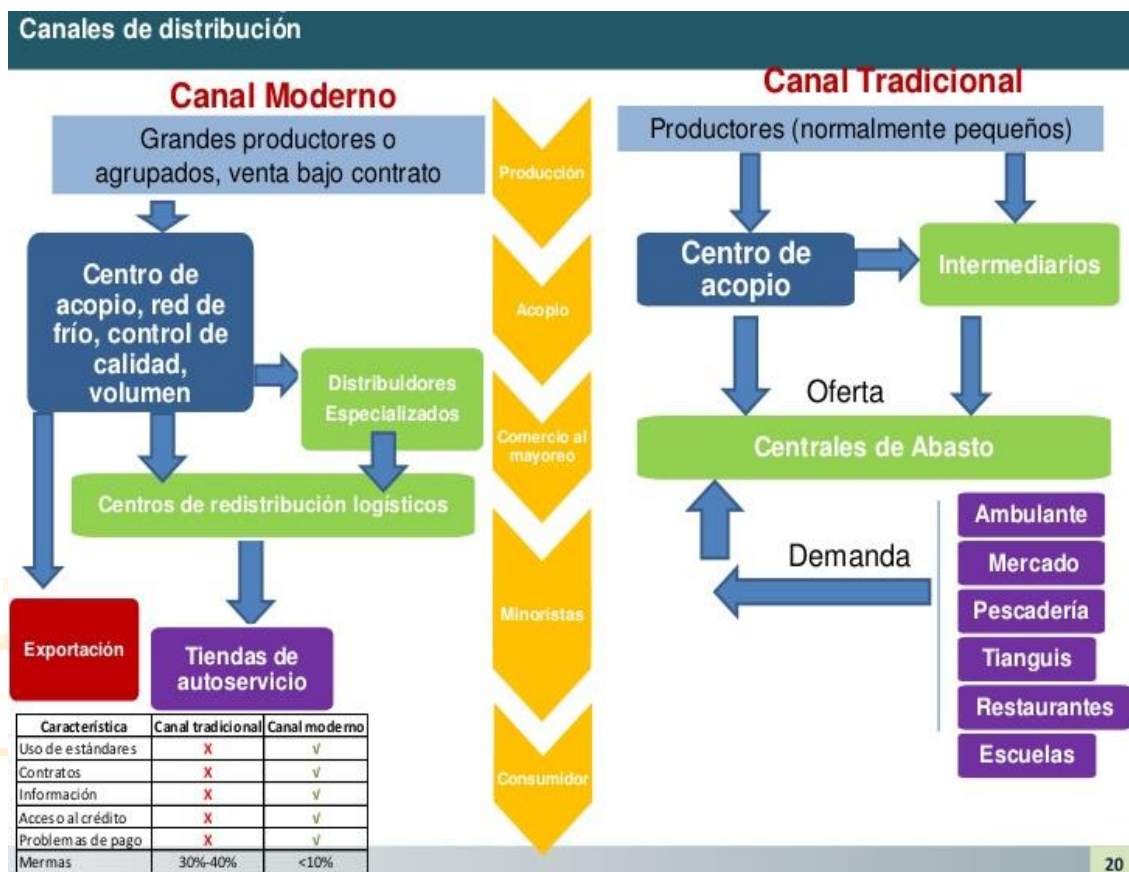 Canales de distribución
Canal Moderno
Grandes productores o
agrupados, venta bajo contrato
Centro de
acopio, red de
frío, control de
calidad,
volumen
Distribuidores
Especializados
Centros de redistribución logísticos
Exportación
Tiendas de
autoservicio
Característica Canal tradicional Canal moderno
Uso de estándares X √
Contratos X √
Información X √
Acceso al crédito X √
Problemas de pago X √
Mermas 30%-40% <10%
Producción
Acopio
Comercio al
mayoreo
Minoristas
Consumidor
Canal Tradicional
Productores (normalmente pequeños)
Centro de
acopio
Intermediarios
Oferta
Centrales de Abasto
Demanda
Ambulante
Mercado
Pescadería
Tianguis
Restaurantes
Escuelas
20